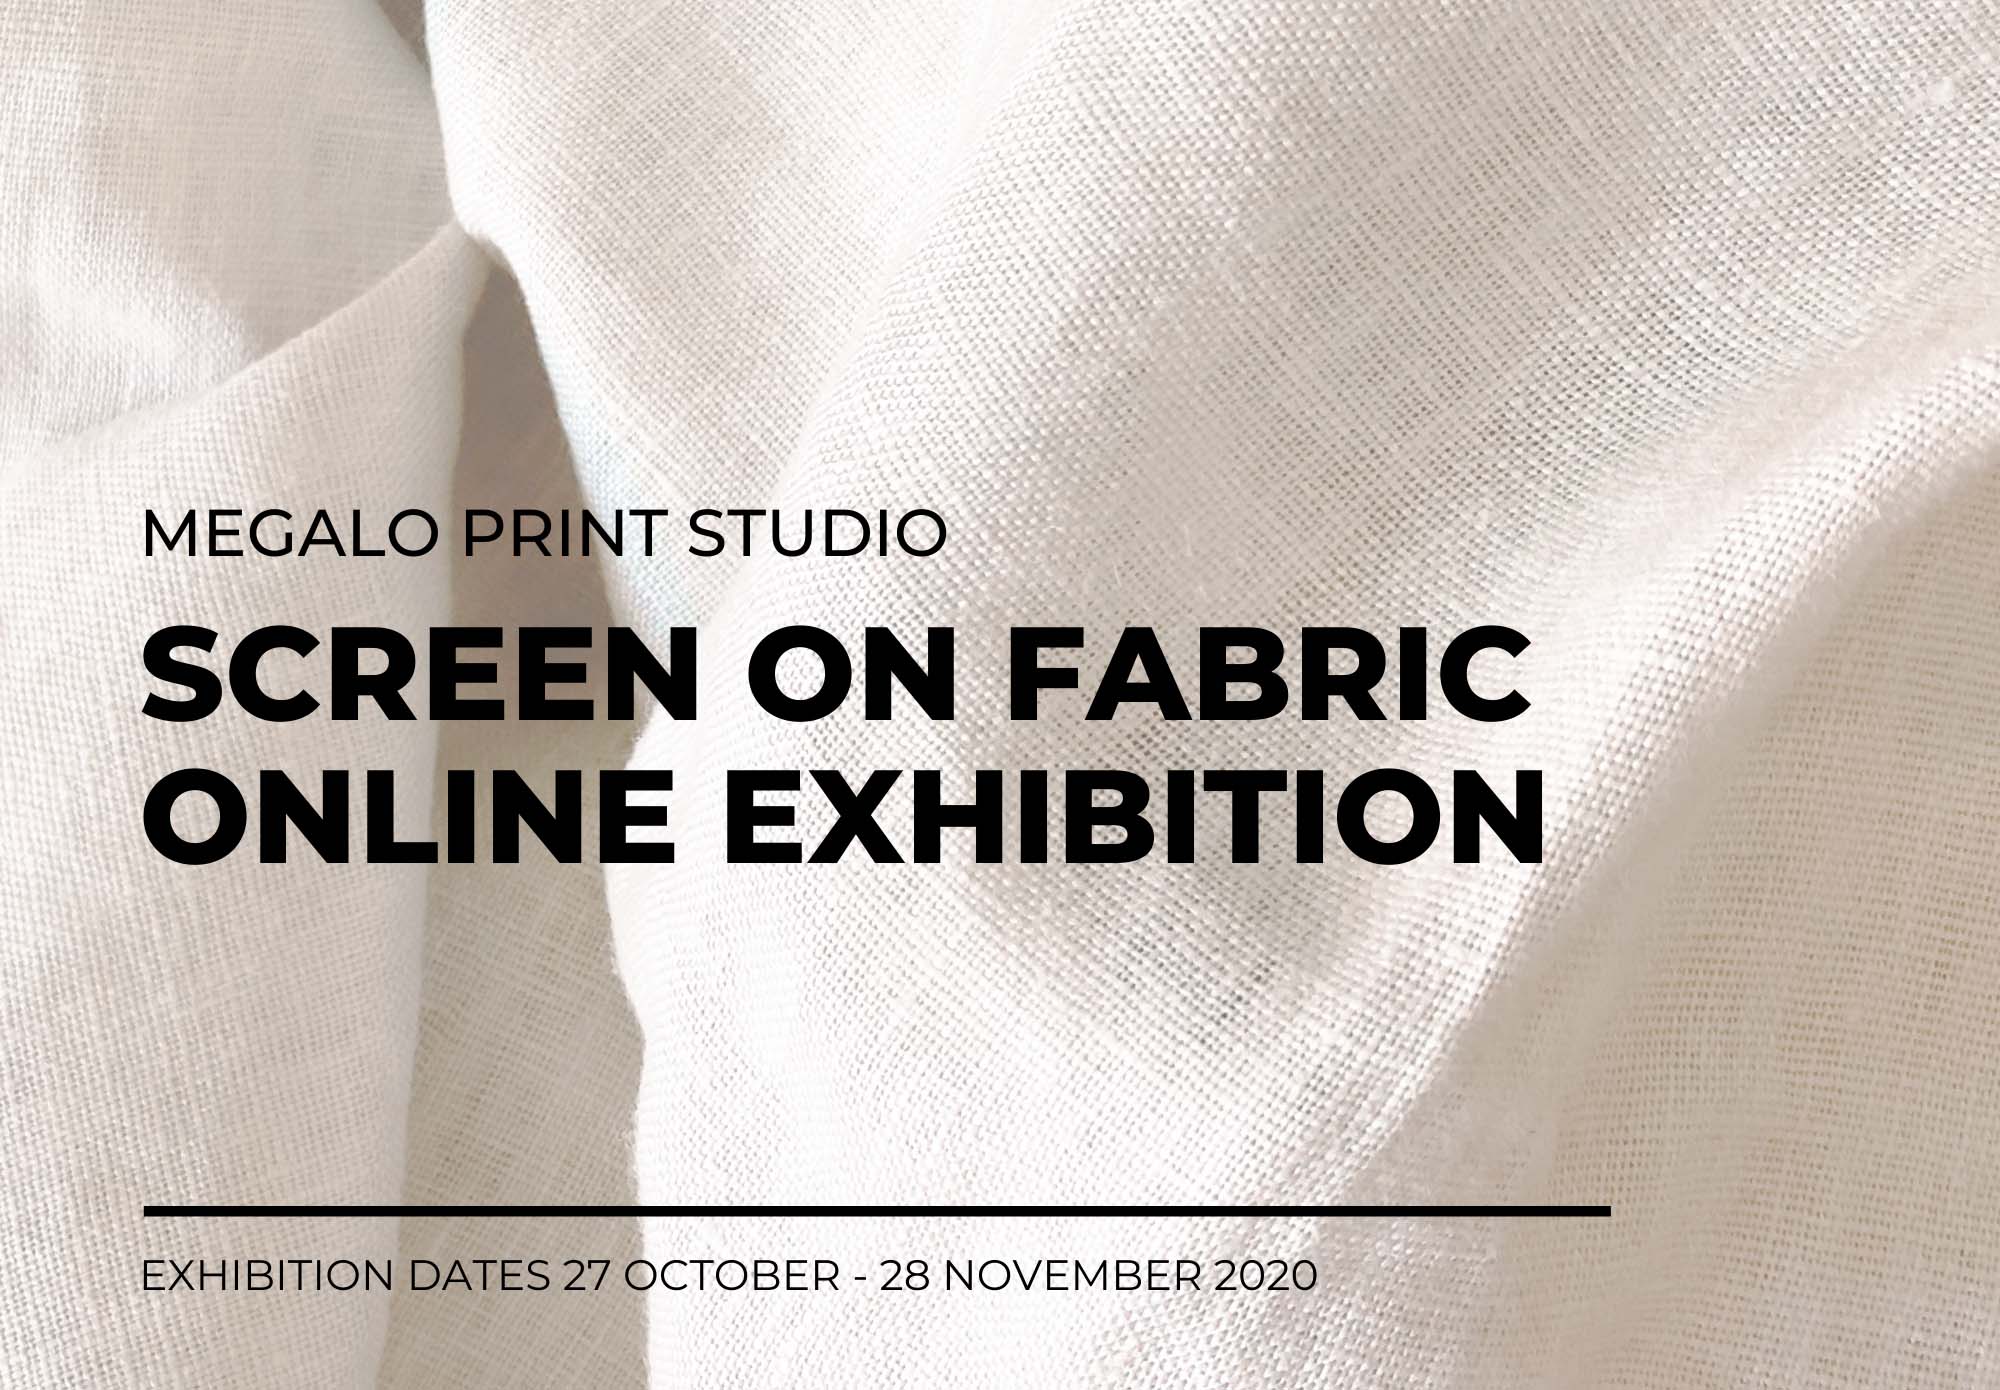 MEGALO PRINT STUDIO
SCREEN ON FABRIC
ONLINE EXHIBITION
EXHIBITION DATES 27 OCTOBER - 28 NOVEMBER 2020